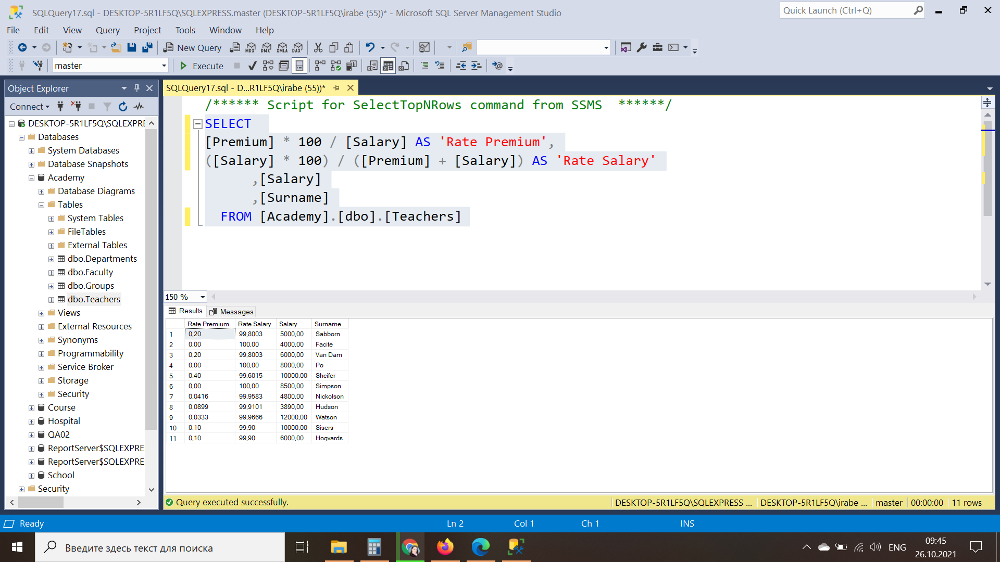 SQLQuery17.sql - DESKTOP-5R1LF5Q\SQLEXPRESS.master (DESKTOP-5R1LF5Q\irabe (55))* - Microsoft SQL Server Management Studio
Quick Launch (Ctrl+Q)
File Edit View Query Project Tools Window Help
New Query MDX DMX XMLA DAX
master Execute
Object Explorer
Connect
DESKTOP-5R1LF5Q\SQLEXPRE
Databases
System Databases
Database Snapshots
Academy
Database Diagrams
Tables
System Tables
FileTables
External Tables
dbo.Departments
dbo.Faculty
dbo.Groups
dbo.Teachers
Views
External Resources
Synonyms
Programmability
Service Broker
Storage
Security
Course
Hospital
QA02
ReportServer$SQLEXPRE
ReportServer$SQLEXPRE
School
Security
SQLQuery17.sql - D...R1LF5Q\irabe (55))*
/****** Script for SelectTopNRows command from SSMS ******/
SELECT
[Premium] * 100 / [Salary] AS 'Rate Premium',
([Salary] * 100) / ([Premium] + [Salary]) AS 'Rate Salary'
,[Salary]
,[Surname]
FROM [Academy].[dbo].[Teachers]
150 %
Results Messages
Rate Premium Rate Salary Salary Surname
1 0,20 99,8003 5000,00 Sabborn
2 0,00 100,00 4000,00 Facite
3 0,20 99,8003 6000,00 Van Dam
4 0,00 100,00 8000,00 Po
5 0,40 99,6015 10000,00 Shcifer
6 0,00 100,00 8500,00 Simpson
7 0,0416 99,9583 4800,00 Nickolson
8 0,0899 99,9101 3890,00 Hudson
9 0,0333 99,9666 12000,00 Watson
10 0,10 99,90 10000,00 Sisers
11 0,10 99,90 6000,00 Hogvards
Query executed successfully. DESKTOP-5R1LF5Q\SQLEXPRESS ... DESKTOP-5R1LF5Q\irabe ... master 00:00:00 11 rows
Ready Ln 2 Col 1 Ch 1 INS
Введите здесь текст для поиска
ENG
09:45
26.10.2021